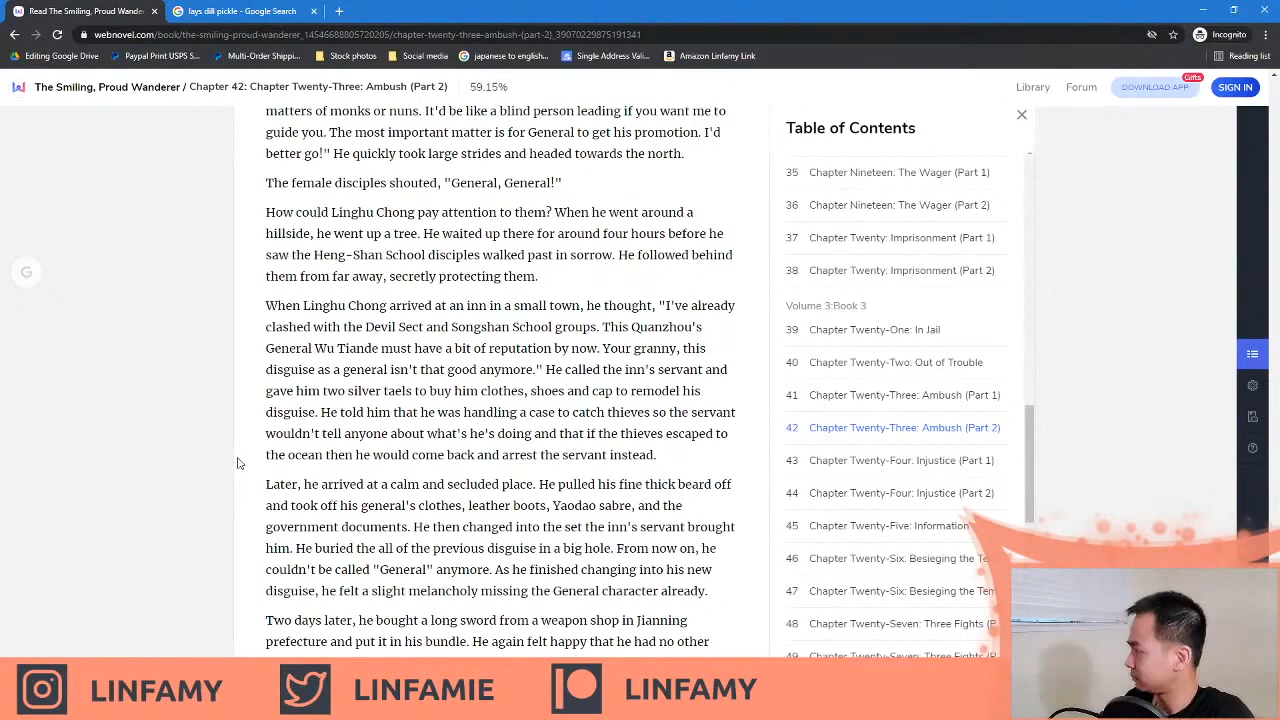 Read The Smiling, Proud Wander
lays dill pickle - Google Search
webnovel.com/book/the-smiling-proud-wanderer_14546688805720205/chapter-twenty-three-ambush-(part-2)_39070229875191341
Incognito
Editing Google Drive
Paypal Print USPS S...
Multi-Order Shippi...
Stock photos
Social media
japanese to english...
Single Address Vali...
Amazon Linfamy Link
Reading list
The Smiling, Proud Wanderer / Chapter 42: Chapter Twenty-Three: Ambush (Part 2)
59.15%
Library
Forum
DOWNLOAD APP
Gifts
SIGN IN
matters of monks or nuns. It'd be like a blind person leading if you want me to
guide you. The most important matter is for General to get his promotion. I'd
better go!" He quickly took large strides and headed towards the north.
The female disciples shouted, "General, General!"
How could Linghu Chong pay attention to them? When he went around a
hillside, he went up a tree. He waited up there for around four hours before he
saw the Heng-Shan School disciples walked past in sorrow. He followed behind
them from far away, secretly protecting them.
When Linghu Chong arrived at an inn in a small town, he thought, "I've already
clashed with the Devil Sect and Songshan School groups. This Quanzhou's
General Wu Tiande must have a bit of reputation by now. Your granny, this
disguise as a general isn't that good anymore." He called the inn's servant and
gave him two silver taels to buy him clothes, shoes and cap to remodel his
disguise. He told him that he was handling a case to catch thieves so the servant
wouldn't tell anyone about what's he's doing and that if the thieves escaped to
the ocean then he would come back and arrest the servant instead.
Later, he arrived at a calm and secluded place. He pulled his fine thick beard off
and took off his general's clothes, leather boots, Yaodao sabre, and the
government documents. He then changed into the set the inn's servant brought
him. He buried the all of the previous disguise in a big hole. From now on, he
couldn't be called "General" anymore. As he finished changing into his new
disguise, he felt a slight melancholy missing the General character already.
Two days later, he bought a long sword from a weapon shop in Jianning
prefecture and put it in his bundle. He again felt happy that he had no other
Table of Contents
35 Chapter Nineteen: The Wager (Part 1)
36 Chapter Nineteen: The Wager (Part 2)
37 Chapter Twenty: Imprisonment (Part 1)
38 Chapter Twenty: Imprisonment (Part 2)
Volume 3:Book 3
39 Chapter Twenty-One: In Jail
40 Chapter Twenty-Two: Out of Trouble
41 Chapter Twenty-Three: Ambush (Part 1)
42 Chapter Twenty-Three: Ambush (Part 2)
43 Chapter Twenty-Four: Injustice (Part 1)
44 Chapter Twenty-Four: Injustice (Part 2)
45 Chapter Twenty-Five: Information
46 Chapter Twenty-Six: Besieging the Te
47 Chapter Twenty-Six: Besieging the Tem
48 Chapter Twenty-Seven: Three Fights (P
49 Chapter Twenty-Seven: Three Fights (P
LINFAMY
LINFAMIE
LINFAMY